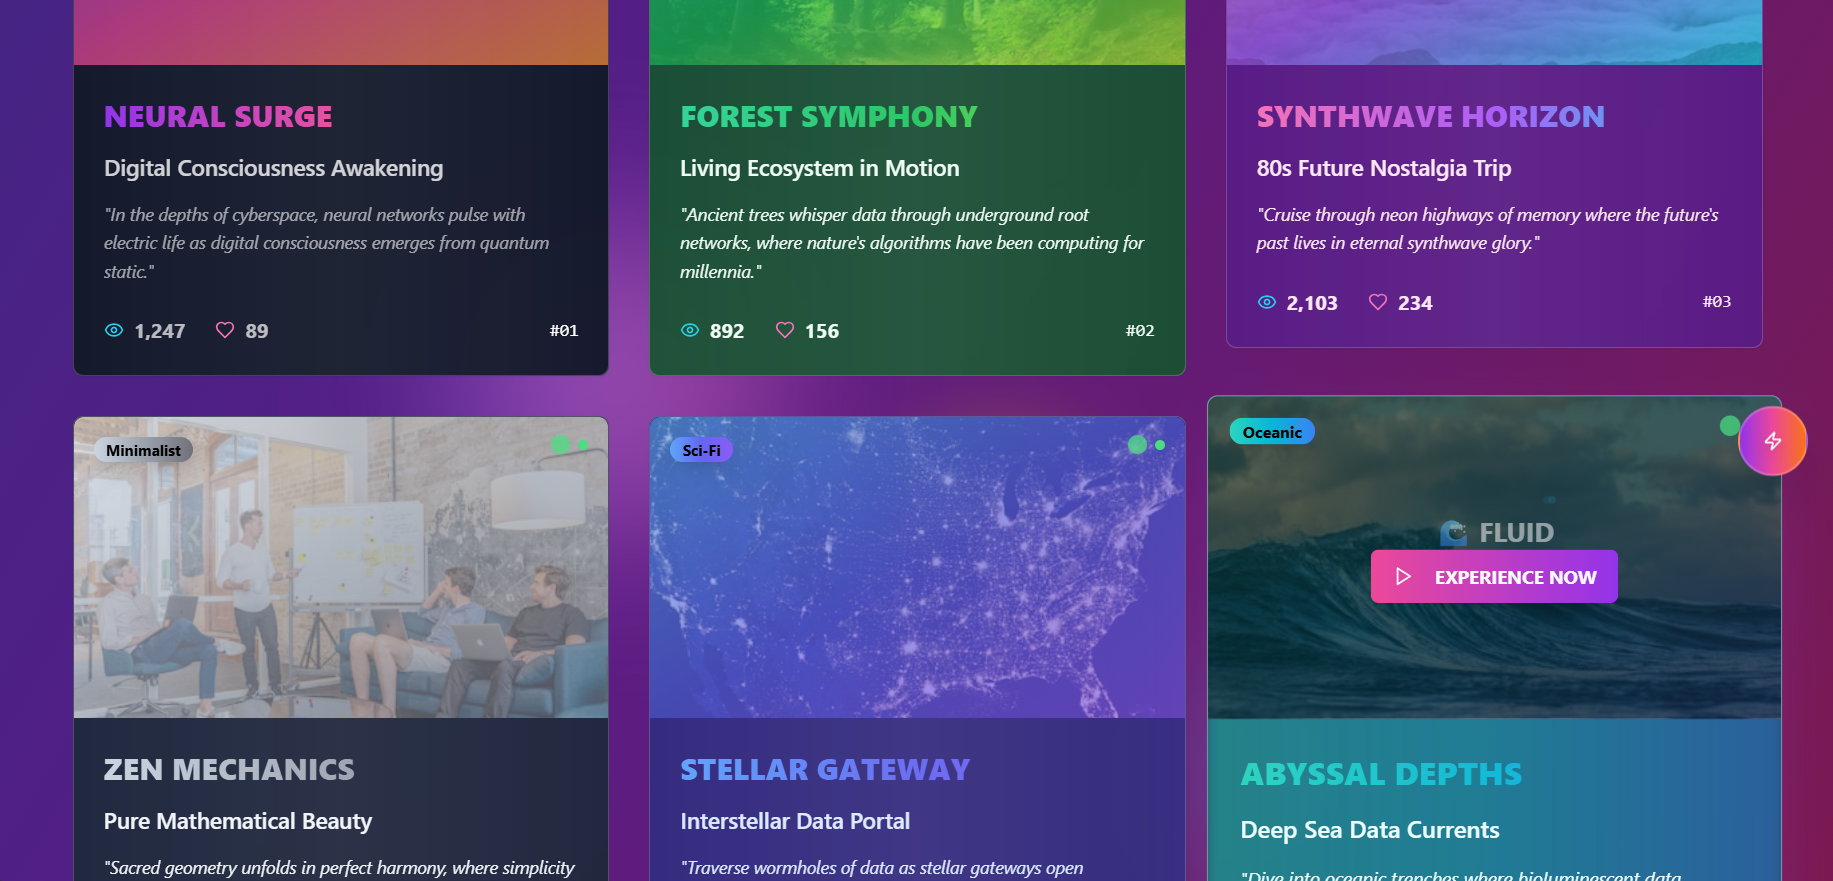 NEURAL SURGE
Digital Consciousness Awakening
"In the depths of cyberspace, neural networks pulse with
electric life as digital consciousness emerges from quantum
static."
1,247 89 #01
FOREST SYMPHONY
Living Ecosystem in Motion
"Ancient trees whisper data through underground root
networks, where nature's algorithms have been computing for
millennia."
892 156 #02
SYNTHWAVE HORIZON
80s Future Nostalgia Trip
"Cruise through neon highways of memory where the future's
past lives in eternal synthwave glory."
2,103 234 #03
Minimalist
ZEN MECHANICS
Pure Mathematical Beauty
"Sacred geometry unfolds in perfect harmony, where simplicity
Sci-Fi
STELLAR GATEWAY
Interstellar Data Portal
"Traverse wormholes of data as stellar gateways open
Oceanic
FLUID
EXPERIENCE NOW
ABYSSAL DEPTHS
Deep Sea Data Currents
"Dive into oceanic trenches where bioluminescent data